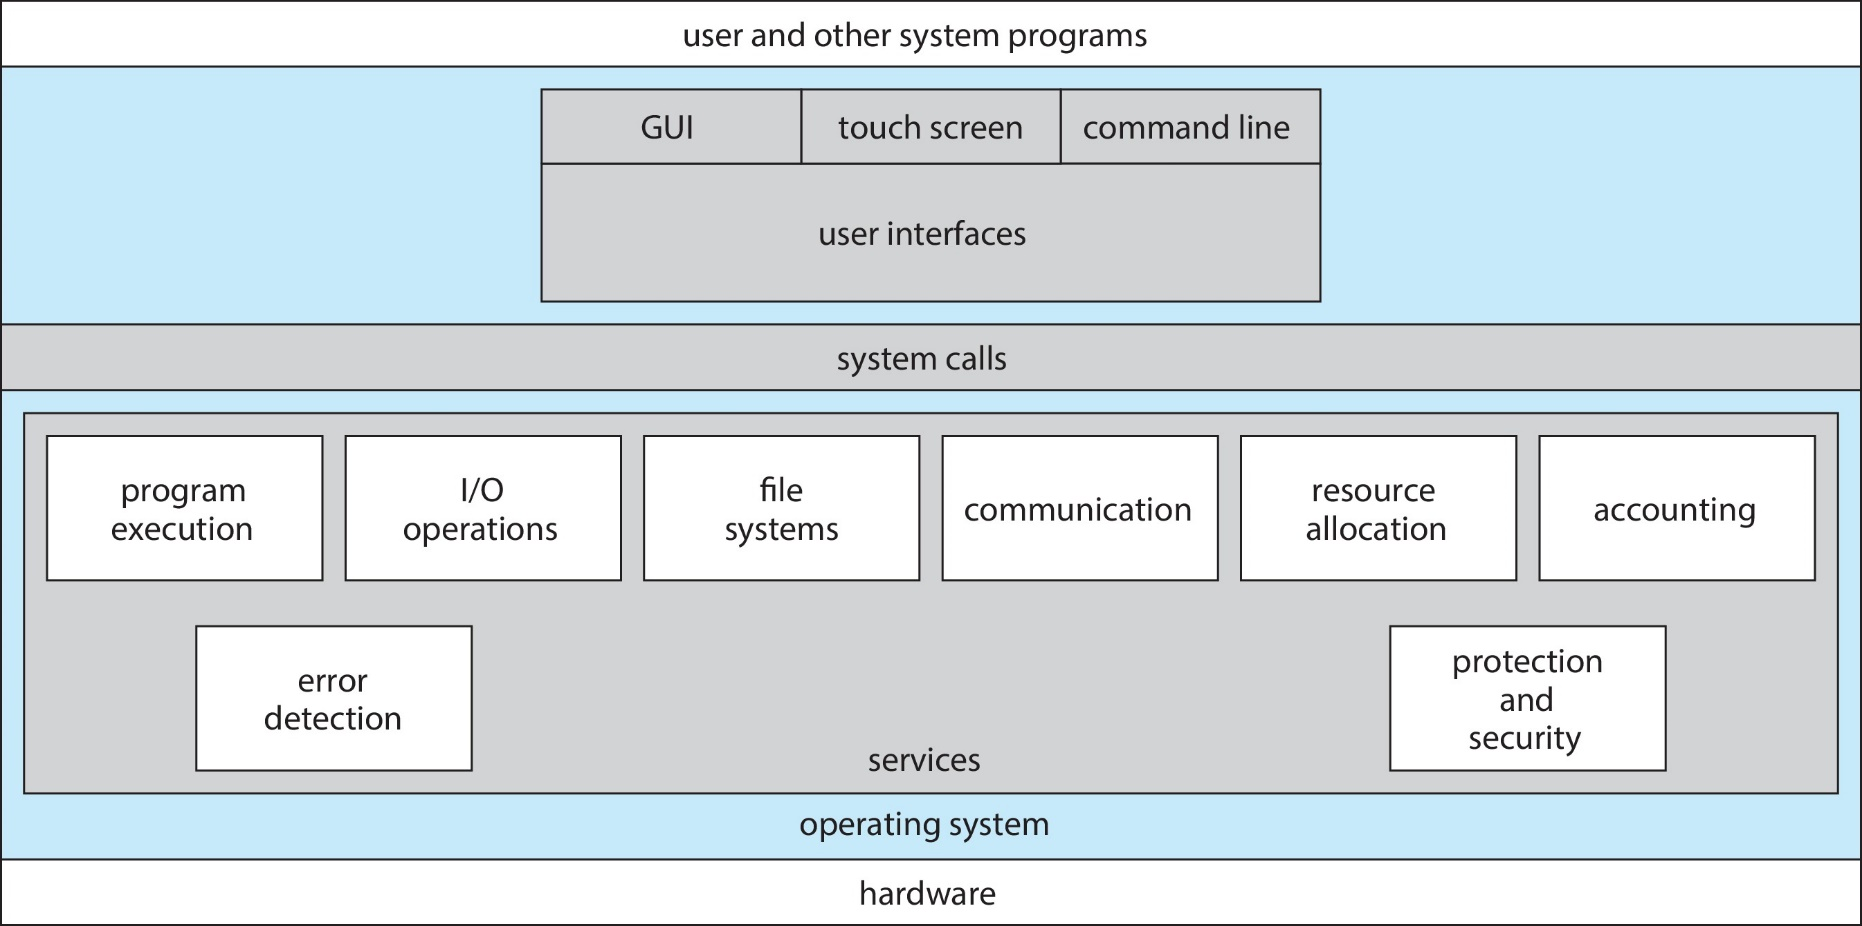 user and other system programs
GUI
touch screen
command line
user interfaces
system calls
program
execution
I/O
operations
file
systems
communication
resource
allocation
accounting
error
detection
protection
and
security
services
operating system
hardware